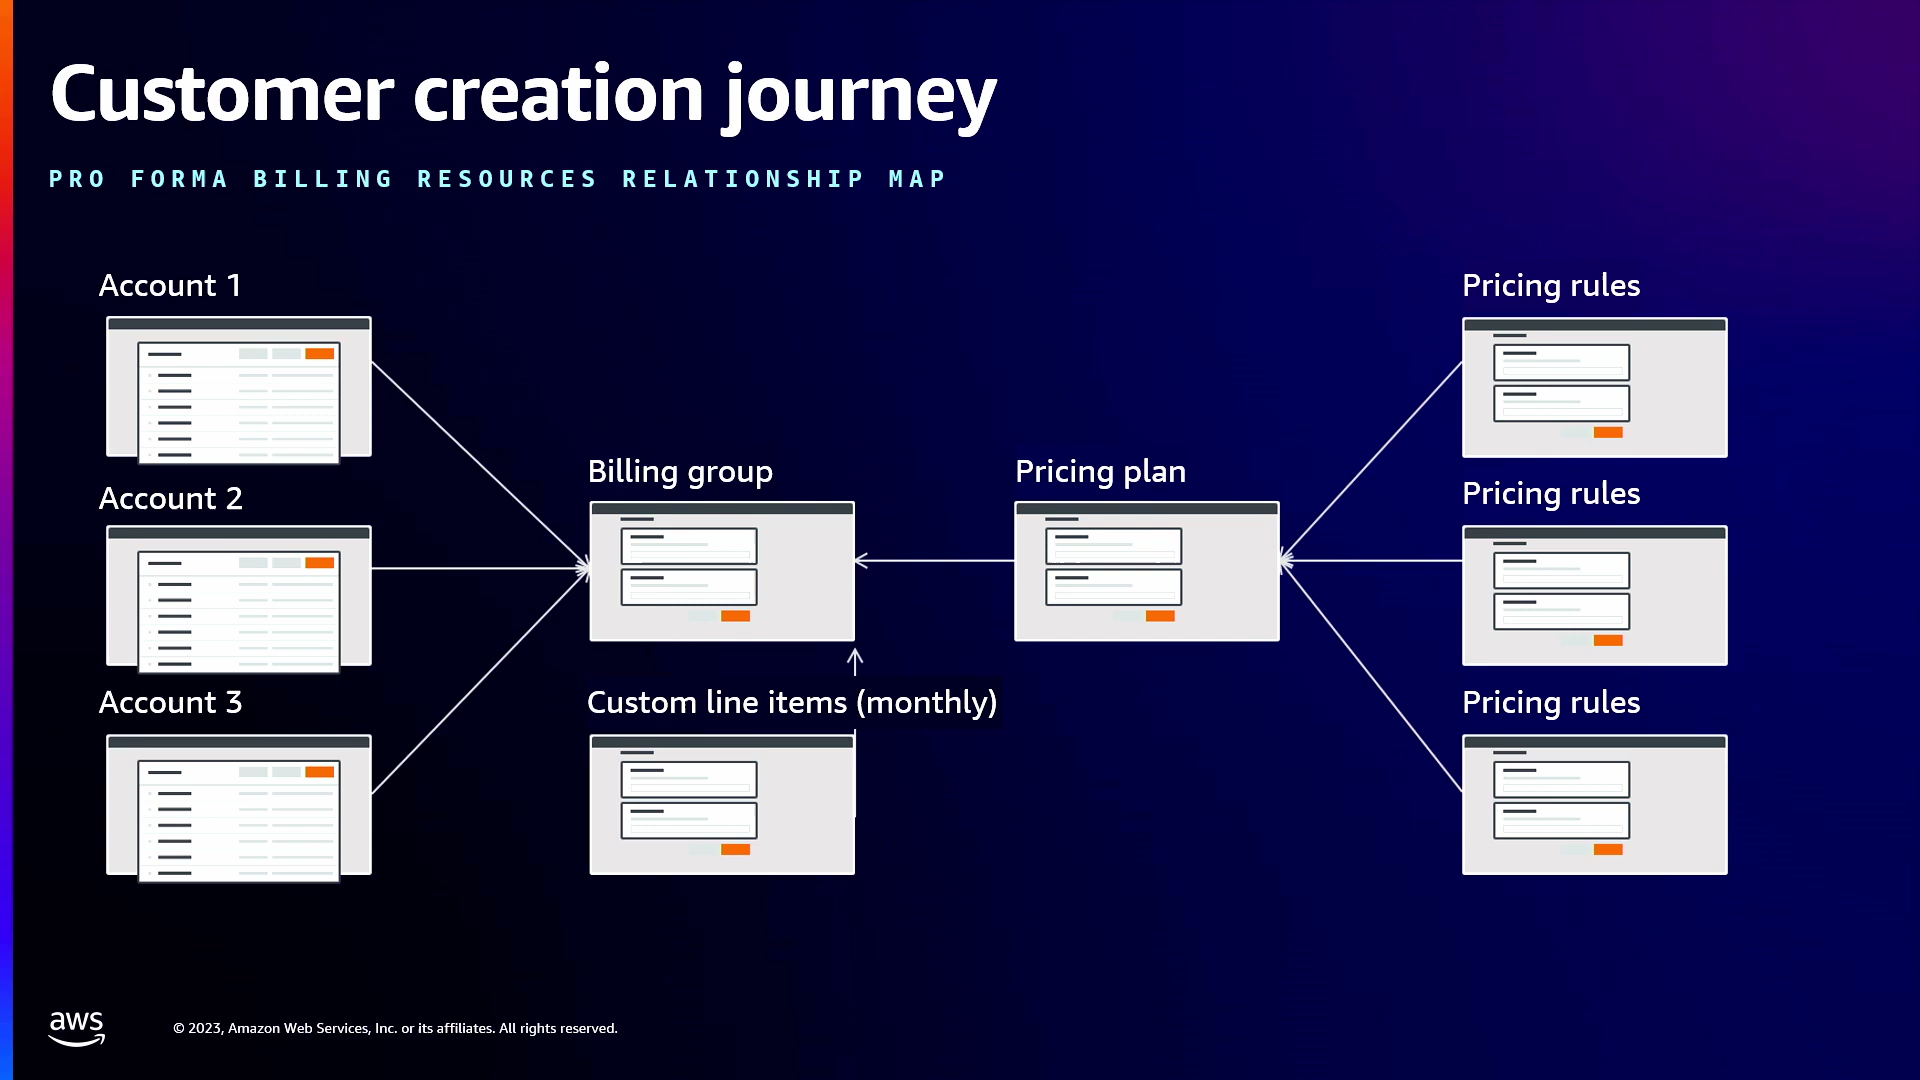 Customer creation journey
PRO FORMA BILLING RESOURCES RELATIONSHIP MAP
Account 1
Pricing rules
Billing group
Pricing plan
Account 2
Pricing rules
Account 3
Custom line items (monthly)
Pricing rules
aws
© 2023, Amazon Web Services, Inc. or its affiliates. All rights reserved.